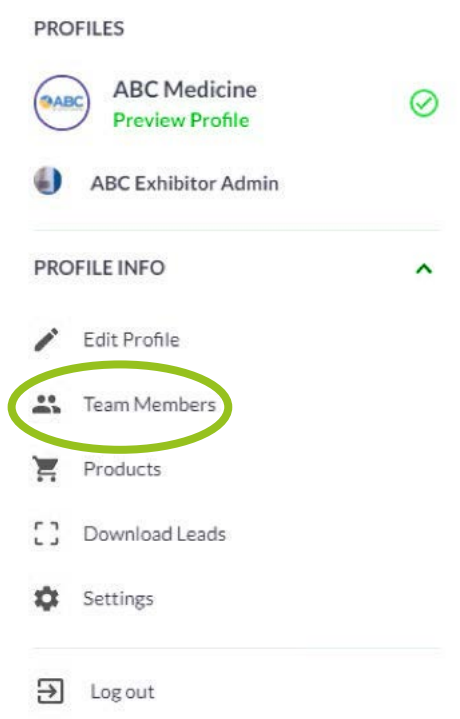 PROFILES
ABC
ABC Medicine
Preview Profile
ABC Exhibitor Admin
PROFILE INFO
Edit Profile
Team Members
Products
Download Leads
Settings
Log out